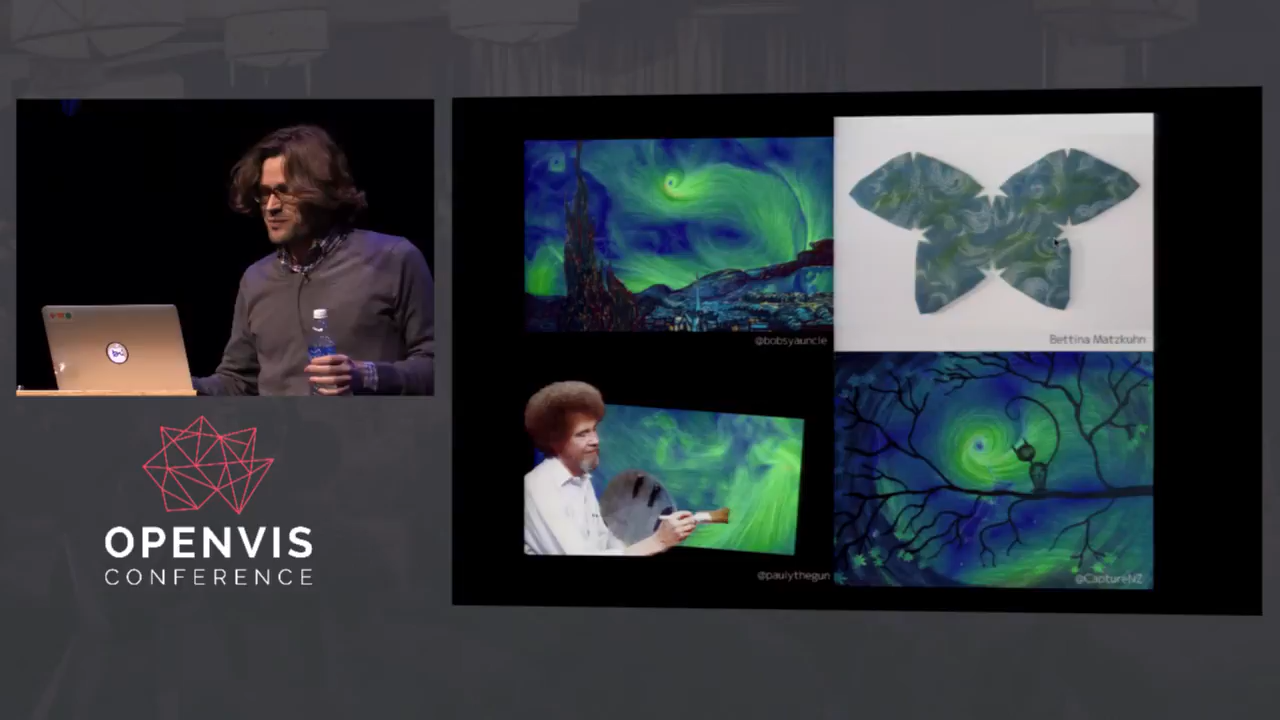 OPENVIS
CONFERENCE
@bobsyauncle
Bettina Matzkuhn
@paulythegun
@CaptureNZ